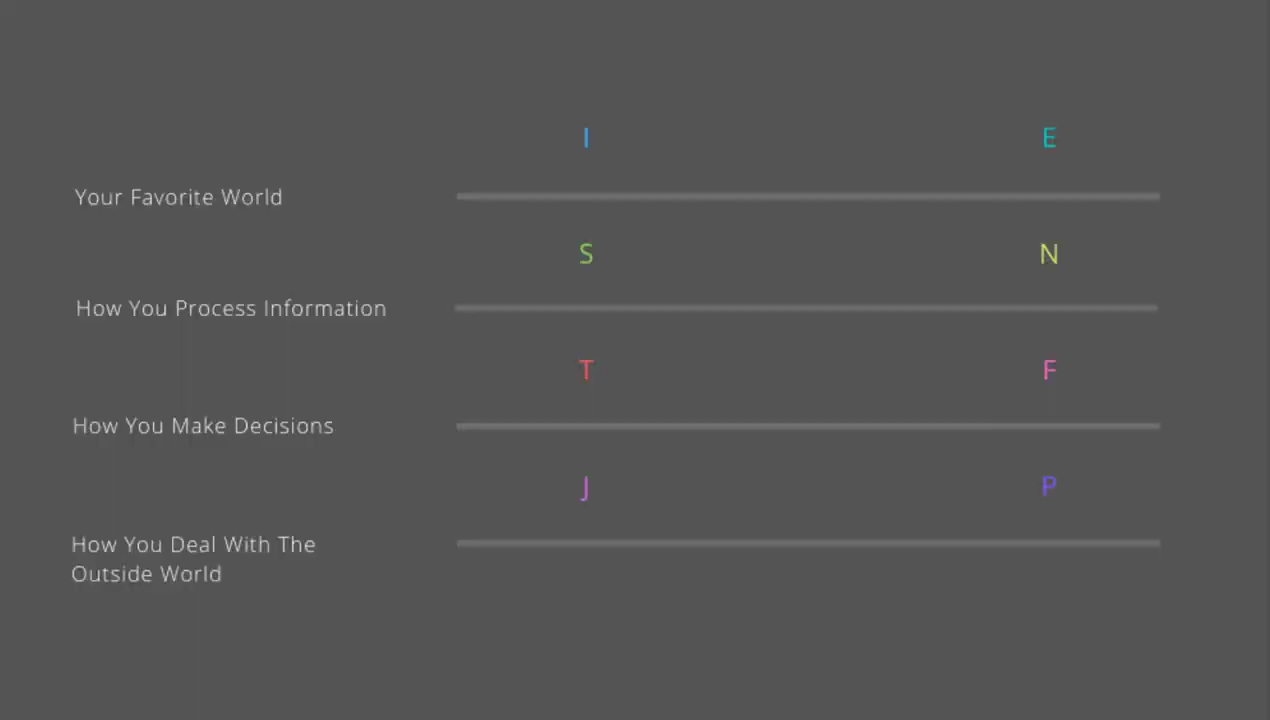 I E
Your Favorite World
S N
How You Process Information
T F
How You Make Decisions
J P
How You Deal With The
Outside World